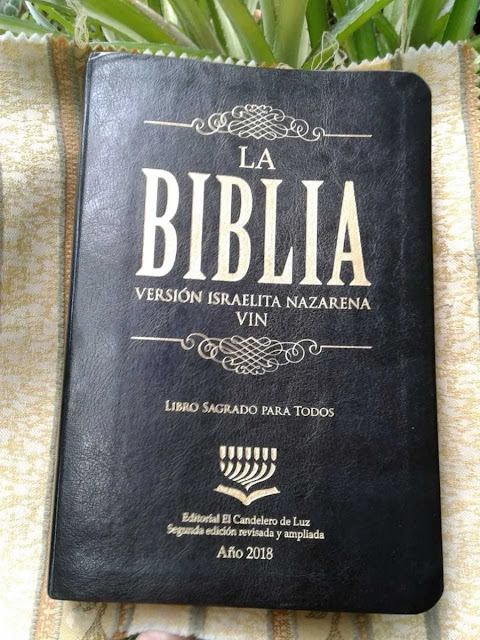 LA
BIBLIA
VERSIÓN ISRAELITA NAZARENA
VIN
LIBRO SAGRADO PARA TODOS
Editorial El Candelero de Luz
Segunda edición revisada y ampliada
Año 2018